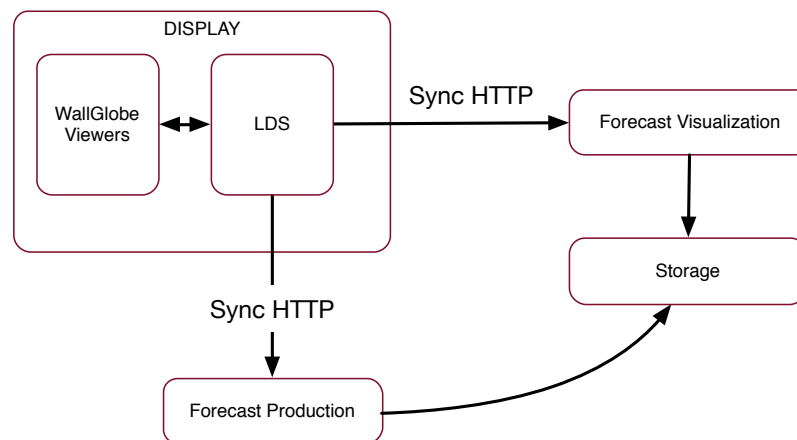 DISPLAY
WallGlobe
Viewers
LDS
Sync HTTP
Forecast Visualization
Storage
Sync HTTP
Forecast Production